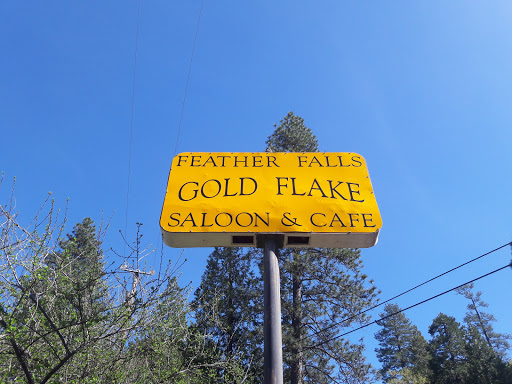 FEATHER FALLS
GOLD FLAKE
SALOON & CAFE